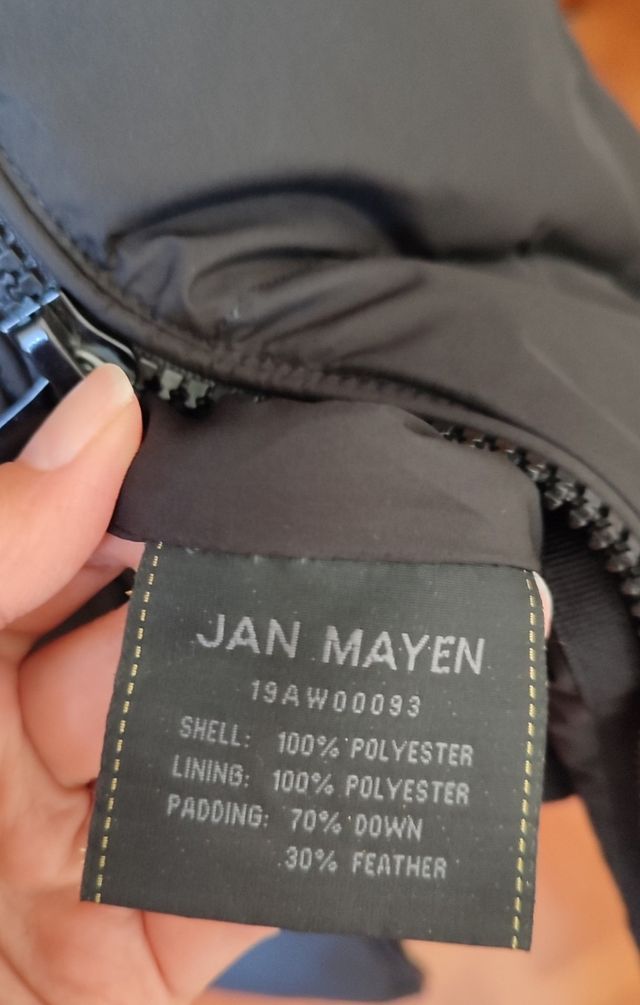 JAN MAYEN
19AW00093
SHELL: 100% POLYESTER
LINING: 100% POLYESTER
PADDING: 70% DOWN
30% FEATHER